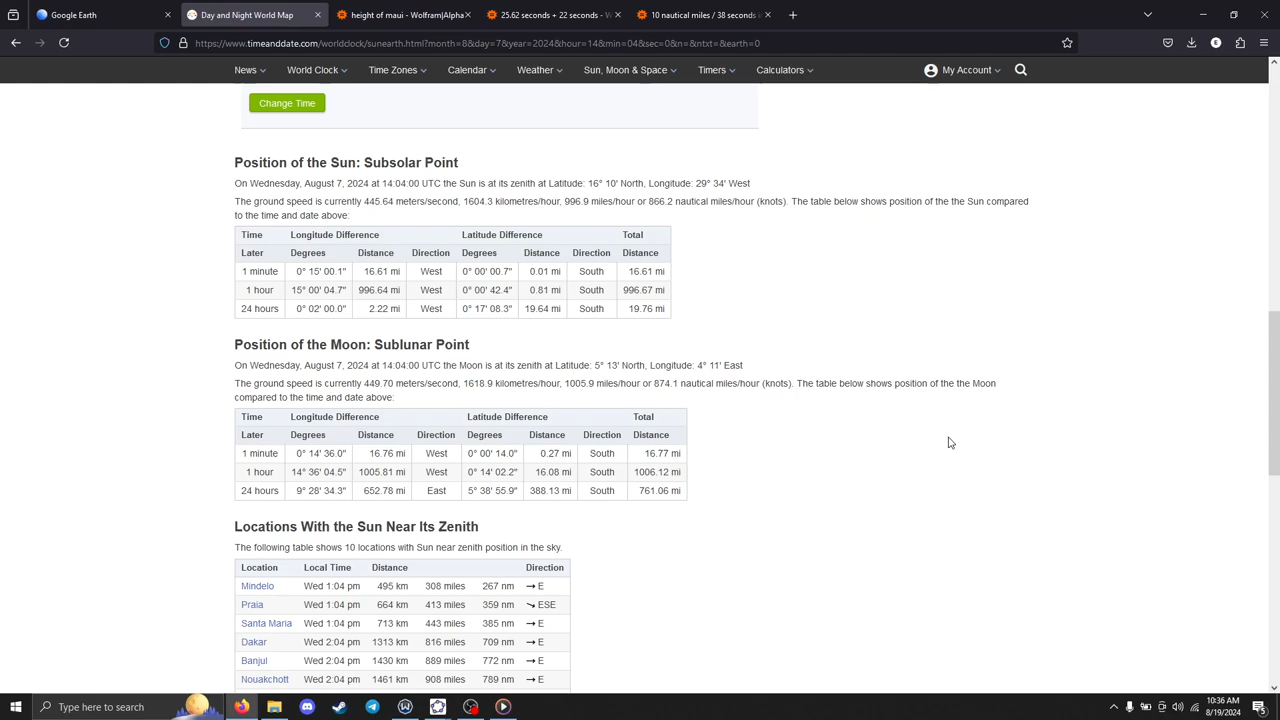 Google Earth
Day and Night World Map
height of maui - Wolfram|Alpha
25.62 seconds + 22 seconds - W
10 nautical miles / 38 seconds i
https://www.timeanddate.com/worldclock/sunearth.html?month=8&day=7&year=2024&hour=14&min=04&sec=0&n=&ntxt=&earth=0
News World Clock Time Zones Calendar Weather Sun, Moon & Space Timers Calculators My Account
Change Time
Position of the Sun: Subsolar Point
On Wednesday, August 7, 2024 at 14:04:00 UTC the Sun is at its zenith at Latitude: 16° 10' North, Longitude: 29° 34' West
The ground speed is currently 445.64 meters/second, 1604.3 kilometres/hour, 996.9 miles/hour or 866.2 nautical miles/hour (knots). The table below shows position of the the Sun compared
to the time and date above:
Time Longitude Difference Latitude Difference Total
Later Degrees Distance Direction Degrees Distance Direction Distance
1 minute 0° 15' 00.1" 16.61 mi West 0° 00' 00.7" 0.01 mi South 16.61 mi
1 hour 15° 00' 04.7" 996.64 mi West 0° 00' 42.4" 0.81 mi South 996.67 mi
24 hours 0° 02' 00.0" 2.22 mi West 0° 17' 08.3" 19.64 mi South 19.76 mi
Position of the Moon: Sublunar Point
On Wednesday, August 7, 2024 at 14:04:00 UTC the Moon is at its zenith at Latitude: 5° 13' North, Longitude: 4° 11' East
The ground speed is currently 449.70 meters/second, 1618.9 kilometres/hour, 1005.9 miles/hour or 874.1 nautical miles/hour (knots). The table below shows position of the the Moon
compared to the time and date above:
Time Longitude Difference Latitude Difference Total
Later Degrees Distance Direction Degrees Distance Direction Distance
1 minute 0° 14' 36.0" 16.76 mi West 0° 00' 14.0" 0.27 mi South 16.77 mi
1 hour 14° 36' 04.5" 1005.81 mi West 0° 14' 02.2" 16.08 mi South 1006.12 mi
24 hours 9° 28' 34.3" 652.78 mi East 5° 38' 55.9" 388.13 mi South 761.06 mi
Locations With the Sun Near Its Zenith
The following table shows 10 locations with Sun near zenith position in the sky.
Location Local Time Distance Direction
Mindelo Wed 1:04 pm 495 km 308 miles 267 nm → E
Praia Wed 1:04 pm 664 km 413 miles 359 nm ESE
Santa Maria Wed 1:04 pm 713 km 443 miles 385 nm → E
Dakar Wed 2:04 pm 1313 km 816 miles 709 nm → E
Banjul Wed 2:04 pm 1430 km 889 miles 772 nm → E
Nouakchott Wed 2:04 pm 1461 km 908 miles 789 nm → E
Type here to search
10:36 AM
8/19/2024